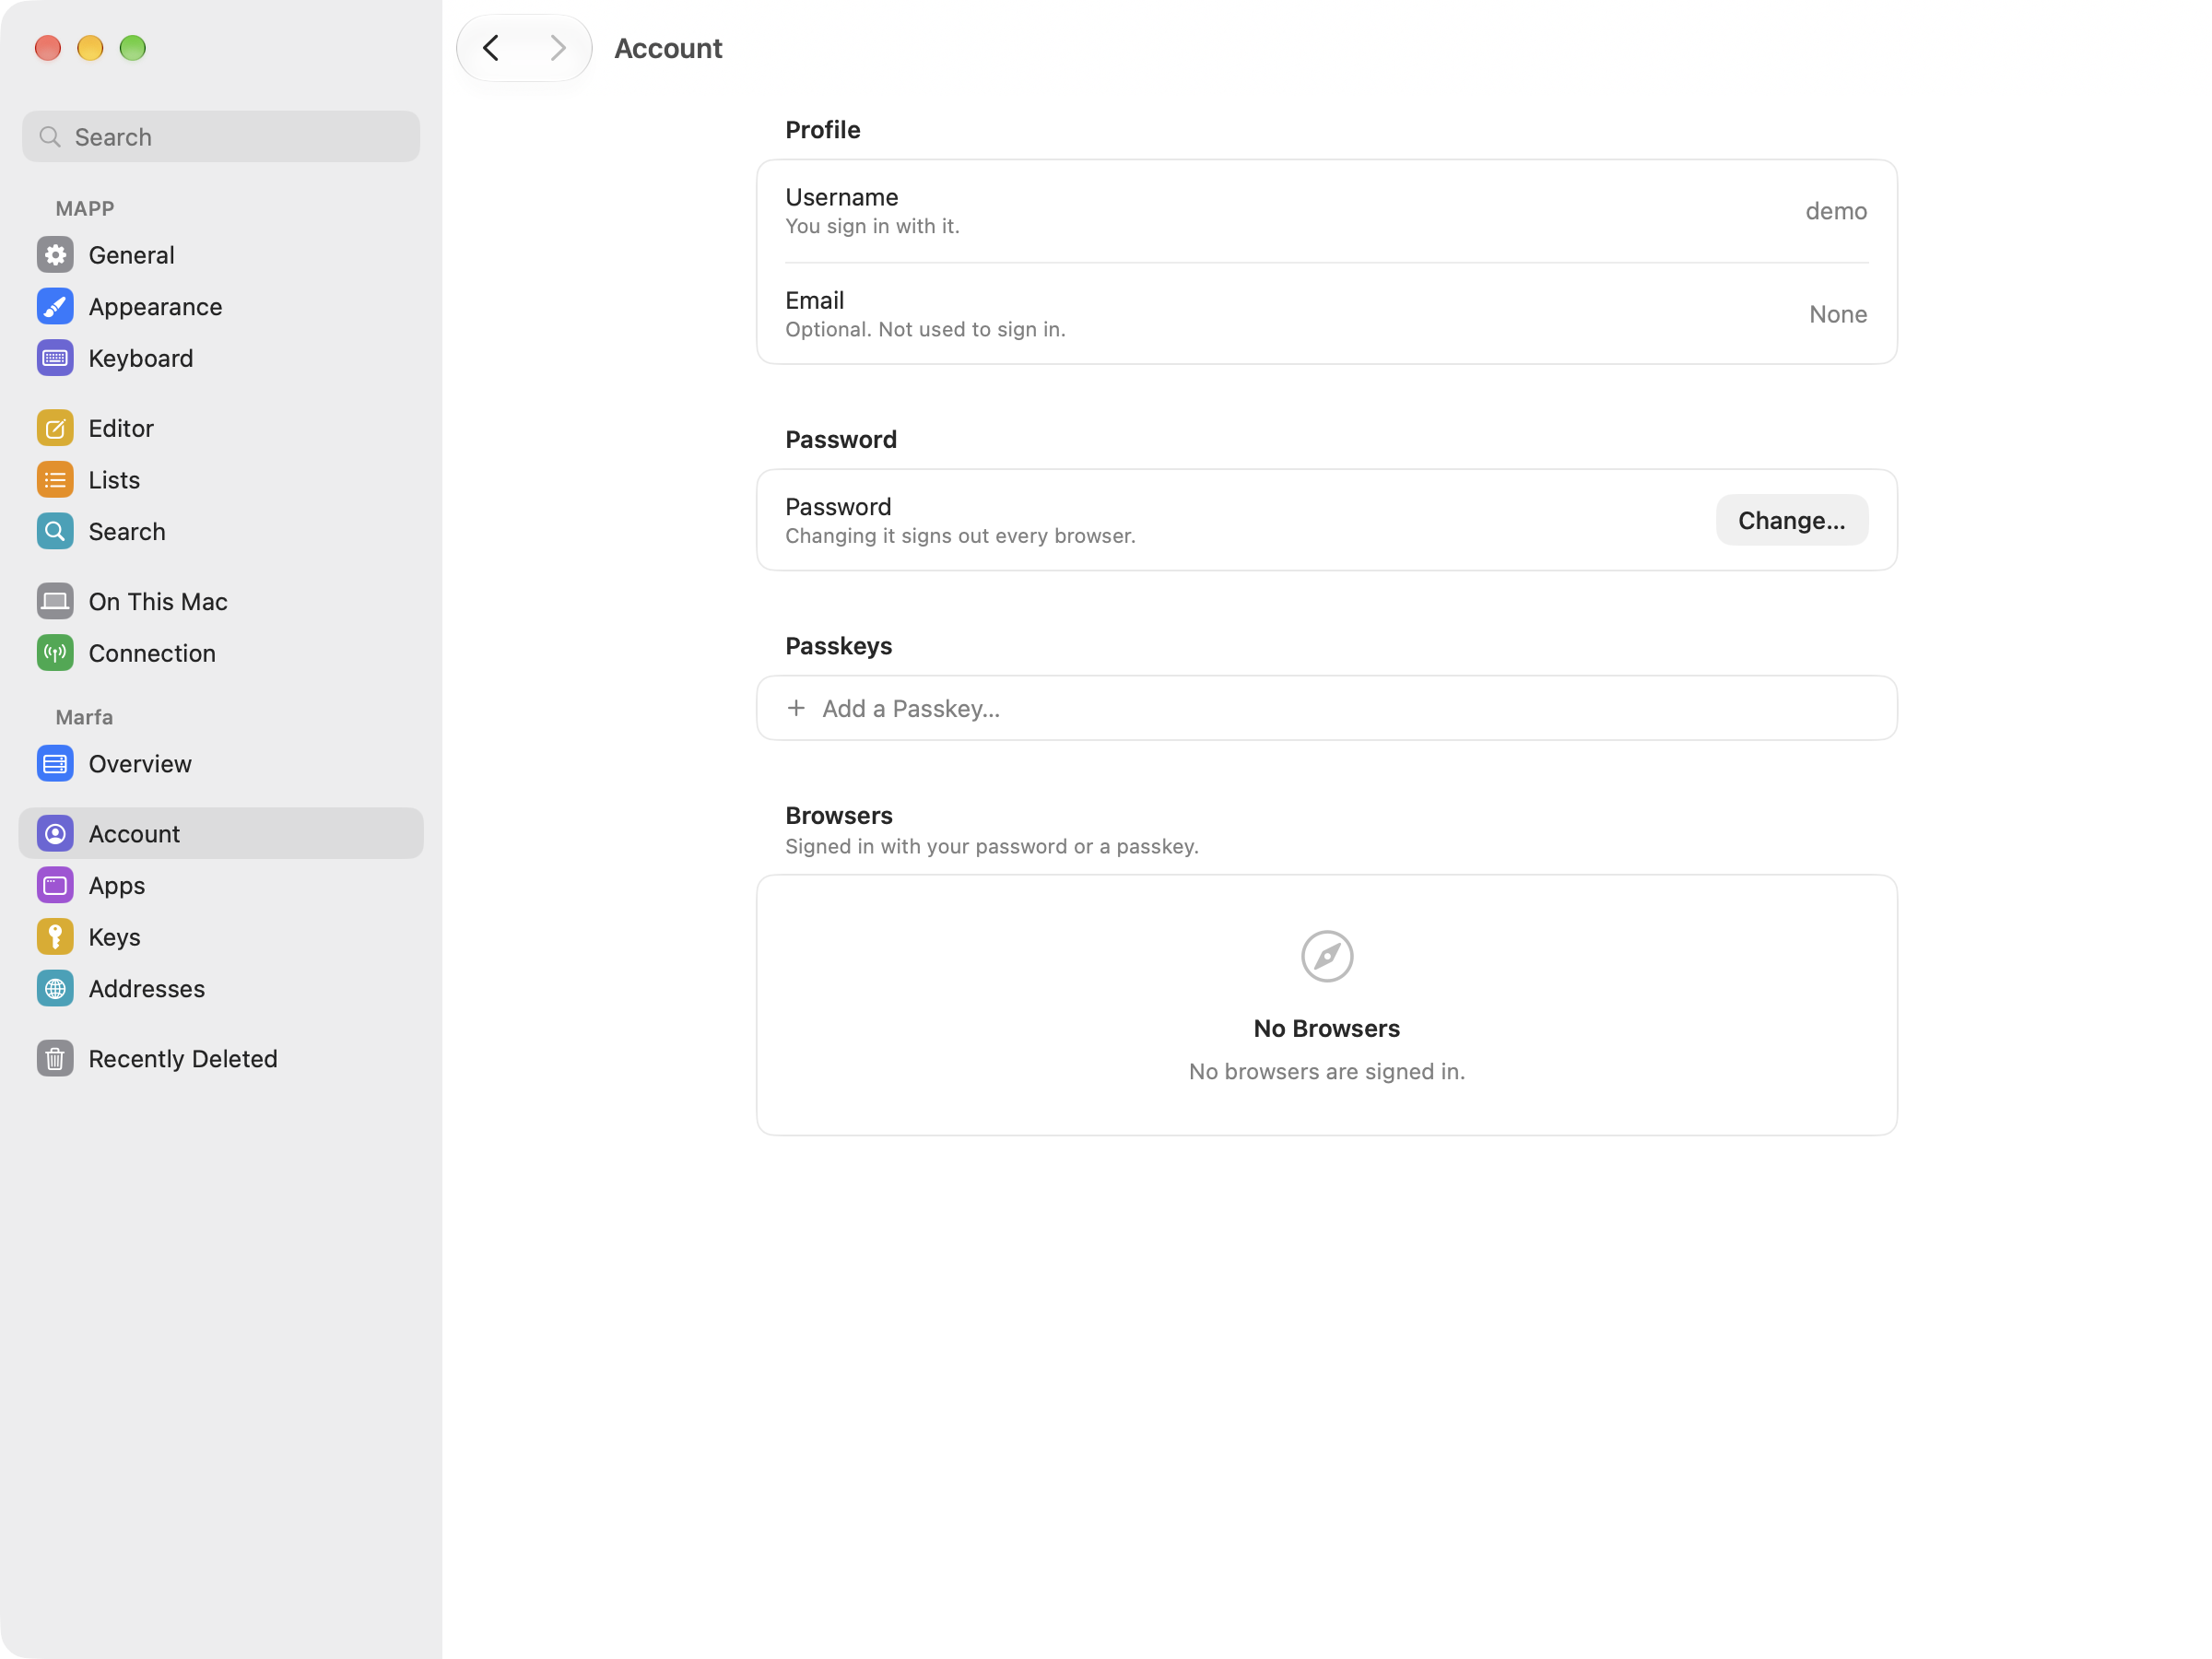 Account
Search
MAPP
General
Appearance
Keyboard
Editor
Lists
Search
On This Mac
Connection
Marfa
Overview
Account
Apps
Keys
Addresses
Recently Deleted
Profile
Username
You sign in with it.
demo
Email
Optional. Not used to sign in.
None
Password
Password
Changing it signs out every browser.
Change...
Passkeys
+ Add a Passkey...
Browsers
Signed in with your password or a passkey.
No Browsers
No browsers are signed in.